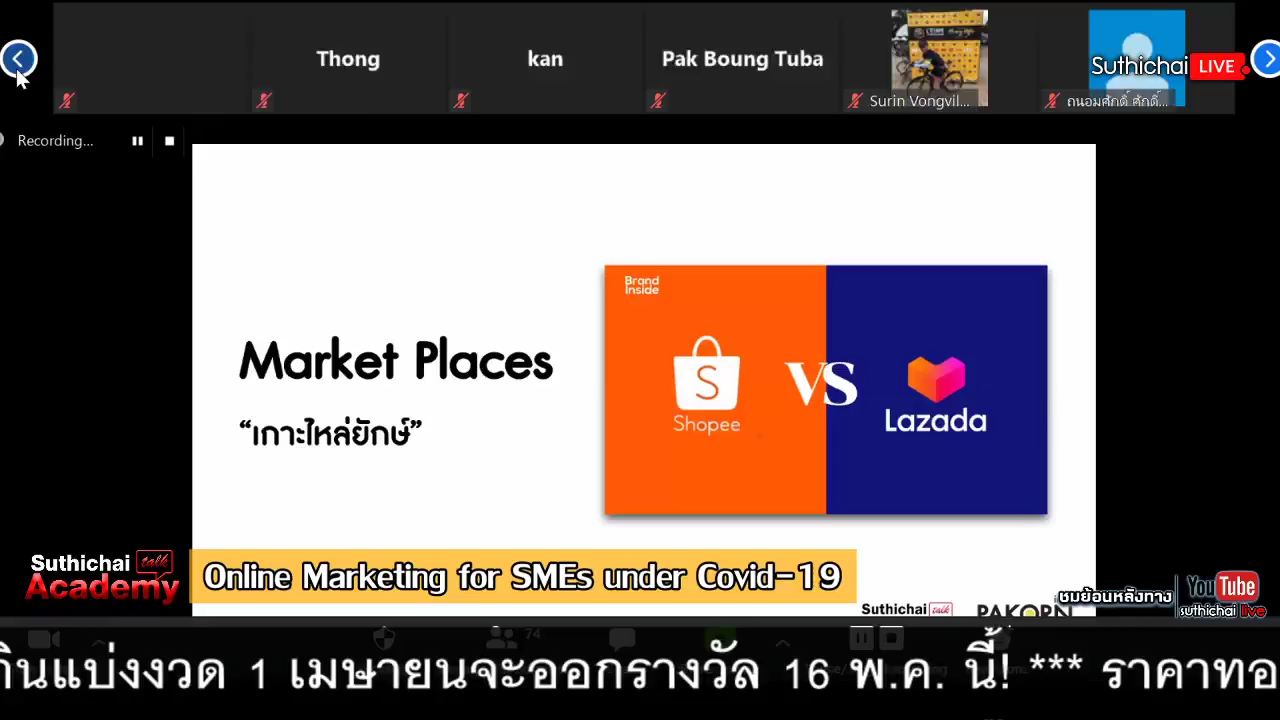 Thong
kan
Pak Boung Tuba
Surin Vongvil...
ถนอมศักดิ์ ศักดิ์...
Suthichai LIVE
Recording...
Brand Inside
Market Places
“เกาะไหล่ยักษ์”
S
Shopee
VS
Lazada
Suthichai talk
Academy
Online Marketing for SMEs under Covid-19
Suthichai talk
PAKORN
ชมย้อนหลังทาง
YouTube
suthichai live
74
กินแบ่งงวด 1 เมษายนจะออกรางวัล 16 พ.ค. นี้! *** ราคาทอ